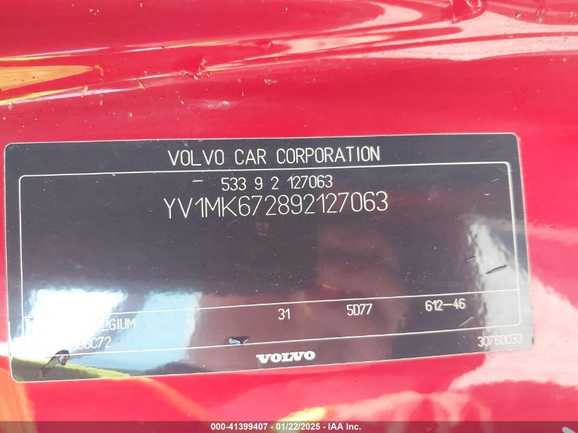 VOLVO CAR CORPORATION
533 9 2 127063
YV1MK672892127063
31 5D77 612-46
VOLVO
000-41399407 - 01/22/2025 - IAA Inc.